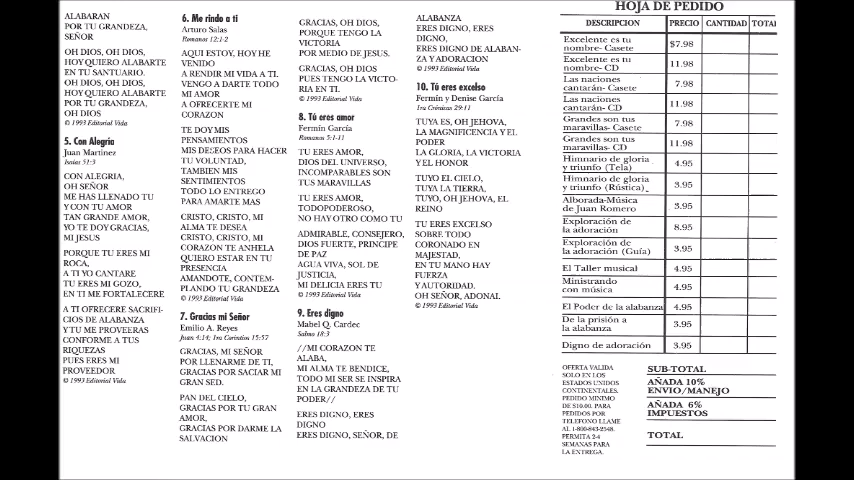 ALABARAN
POR TU GRANDEZA,
SEÑOR
OH DIOS, OH DIOS,
HOY QUIERO ALABARTE
EN TU SANTUARIO.
OH DIOS, OH DIOS,
HOY QUIERO ALABARTE
POR TU GRANDEZA,
OH DIOS
© 1993 Editorial Vida
5. Con Alegría
Juan Martínez
Isaías 51:3
CON ALEGRIA,
OH SEÑOR
ME HAS LLENADO TU
Y CON TU AMOR
TAN GRANDE AMOR,
YO TE DOY GRACIAS,
MI JESUS
PORQUE TU ERES MI
ROCA,
A TI YO CANTARE
TU ERES MI GOZO,
EN TI ME FORTALECERE
A TI OFRECERE SACRIFI-
CIOS DE ALABANZA
Y TU ME PROVEERAS
CONFORME A TUS
RIQUEZAS
PUES ERES MI
PROVEEDOR
© 1993 Editorial Vida
6. Me rindo a ti
Arturo Salas
Romanos 12:1-2
AQUI ESTOY, HOY HE
VENIDO
A RENDIR MI VIDA A TI.
VENGO A DARTE TODO
MI AMOR
A OFRECERTE MI
CORAZON
TE DOY MIS
PENSAMIENTOS
MIS DESEOS PARA HACER
TU VOLUNTAD,
TAMBIEN MIS
SENTIMIENTOS
TODO LO ENTREGO
PARA AMARTE MAS
CRISTO, CRISTO, MI
ALMA TE DESEA
CRISTO, CRISTO, MI
CORAZON TE ANHELA
QUIERO ESTAR EN TU
PRESENCIA
AMANDOTE, CONTEM-
PLANDO TU GRANDEZA
© 1993 Editorial Vida
7. Gracias mi Señor
Emilio A. Reyes
Juan 4:14; 1ra Corintios 15:57
GRACIAS, MI SEÑOR
POR LLENARME DE TI,
GRACIAS POR SACIAR MI
GRAN SED.
PAN DEL CIELO,
GRACIAS POR TU GRAN
AMOR,
GRACIAS POR DARME LA
SALVACION
GRACIAS, OH DIOS,
PORQUE TENGO LA
VICTORIA
POR MEDIO DE JESUS.
GRACIAS, OH DIOS
PUES TENGO LA VICTO-
RIA EN TI.
© 1993 Editorial Vida
8. Tú eres amor
Fermín García
Romanos 5:1-11
TU ERES AMOR,
DIOS DEL UNIVERSO,
INCOMPARABLES SON
TUS MARAVILLAS
TU ERES AMOR,
TODOPODEROSO,
NO HAY OTRO COMO TU
ADMIRABLE, CONSEJERO,
DIOS FUERTE, PRINCIPE
DE PAZ
AGUA VIVA, SOL DE
JUSTICIA,
MI DELICIA ERES TU
© 1993 Editorial Vida
9. Eres digno
Mabel Q. Cardec
Salmo 18:3
//MI CORAZON TE
ALABA,
MI ALMA TE BENDICE,
TODO MI SER SE INSPIRA
EN LA GRANDEZA DE TU
PODER//
ERES DIGNO, ERES
DIGNO
ERES DIGNO, SEÑOR, DE
ALABANZA
ERES DIGNO, ERES
DIGNO,
ERES DIGNO DE ALABAN-
ZA Y ADORACION
© 1993 Editorial Vida
10. Tú eres excelso
Fermín y Denise García
1ra Crónicas 29:11
TUYA ES, OH JEHOVA,
LA MAGNIFICENCIA Y EL
PODER
LA GLORIA, LA VICTORIA
Y EL HONOR
TUYO EL CIELO,
TUYA LA TIERRA,
TUYO, OH JEHOVA, EL
REINO
TU ERES EXCELSO
SOBRE TODO
CORONADO EN
MAJESTAD,
EN TU MANO HAY
FUERZA
Y AUTORIDAD.
OH SEÑOR, ADONAI.
© 1993 Editorial Vida
HOJA DE PEDIDO
DESCRIPCION PRECIO CANTIDAD TOTAL
Excelente es tu
nombre- Casete $7.98
Excelente es tu
nombre- CD 11.98
Las naciones
cantarán- Casete 7.98
Las naciones
cantarán- CD 11.98
Grandes son tus
maravillas- Casete 7.98
Grandes son tus
maravillas- CD 11.98
Himnario de gloria
y triunfo (Tela) 4.95
Himnario de gloria
y triunfo (Rústica) 3.95
Alborada-Música
de Juan Romero 3.95
Exploración de
la adoración 8.95
Exploración de
la adoración (Guía) 3.95
El Taller musical 4.95
Ministrando
con música 4.95
El Poder de la alabanza 4.95
De la prisión a
la alabanza 3.95
Digno de adoración 3.95
OFERTA VALIDA
SOLO EN LOS
ESTADOS UNIDOS
CONTINENTALES.
PEDIDO MINIMO
DE $10.00. PARA
PEDIDOS POR
TELEFONO LLAME
AL 1-800-843-2548.
PERMITA 2-4
SEMANAS PARA
LA ENTREGA.
SUB-TOTAL
AÑADA 10%
ENVIO/MANEJO
AÑADA 6%
IMPUESTOS
TOTAL